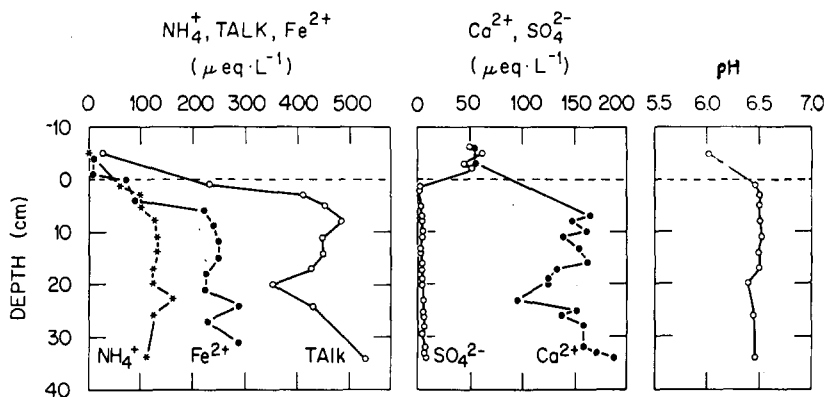 NH₄⁺, TALK, Fe²⁺
(μeq·L⁻¹)
0 100 200 300 400 500
Ca²⁺, SO₄²⁻
(μeq·L⁻¹)
0 50 100 150 200
pH
5.5 6.0 6.5 7.0
DEPTH (cm)
-10
0
10
20
30
40
NH₄⁺
Fe²⁺
TAlk
SO₄²⁻
Ca²⁺